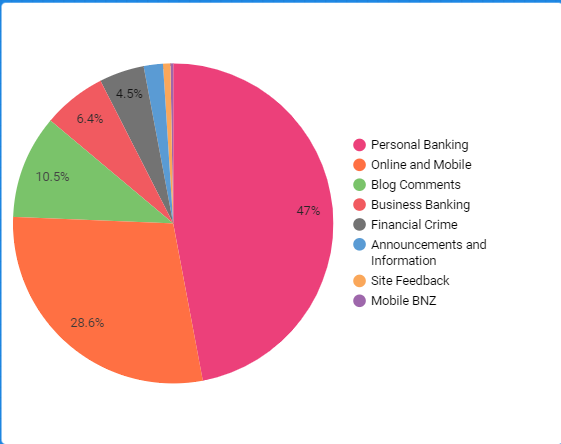 4.5%
6.4%
10.5%
47%
28.6%
Personal Banking
Online and Mobile
Blog Comments
Business Banking
Financial Crime
Announcements and
Information
Site Feedback
Mobile BNZ